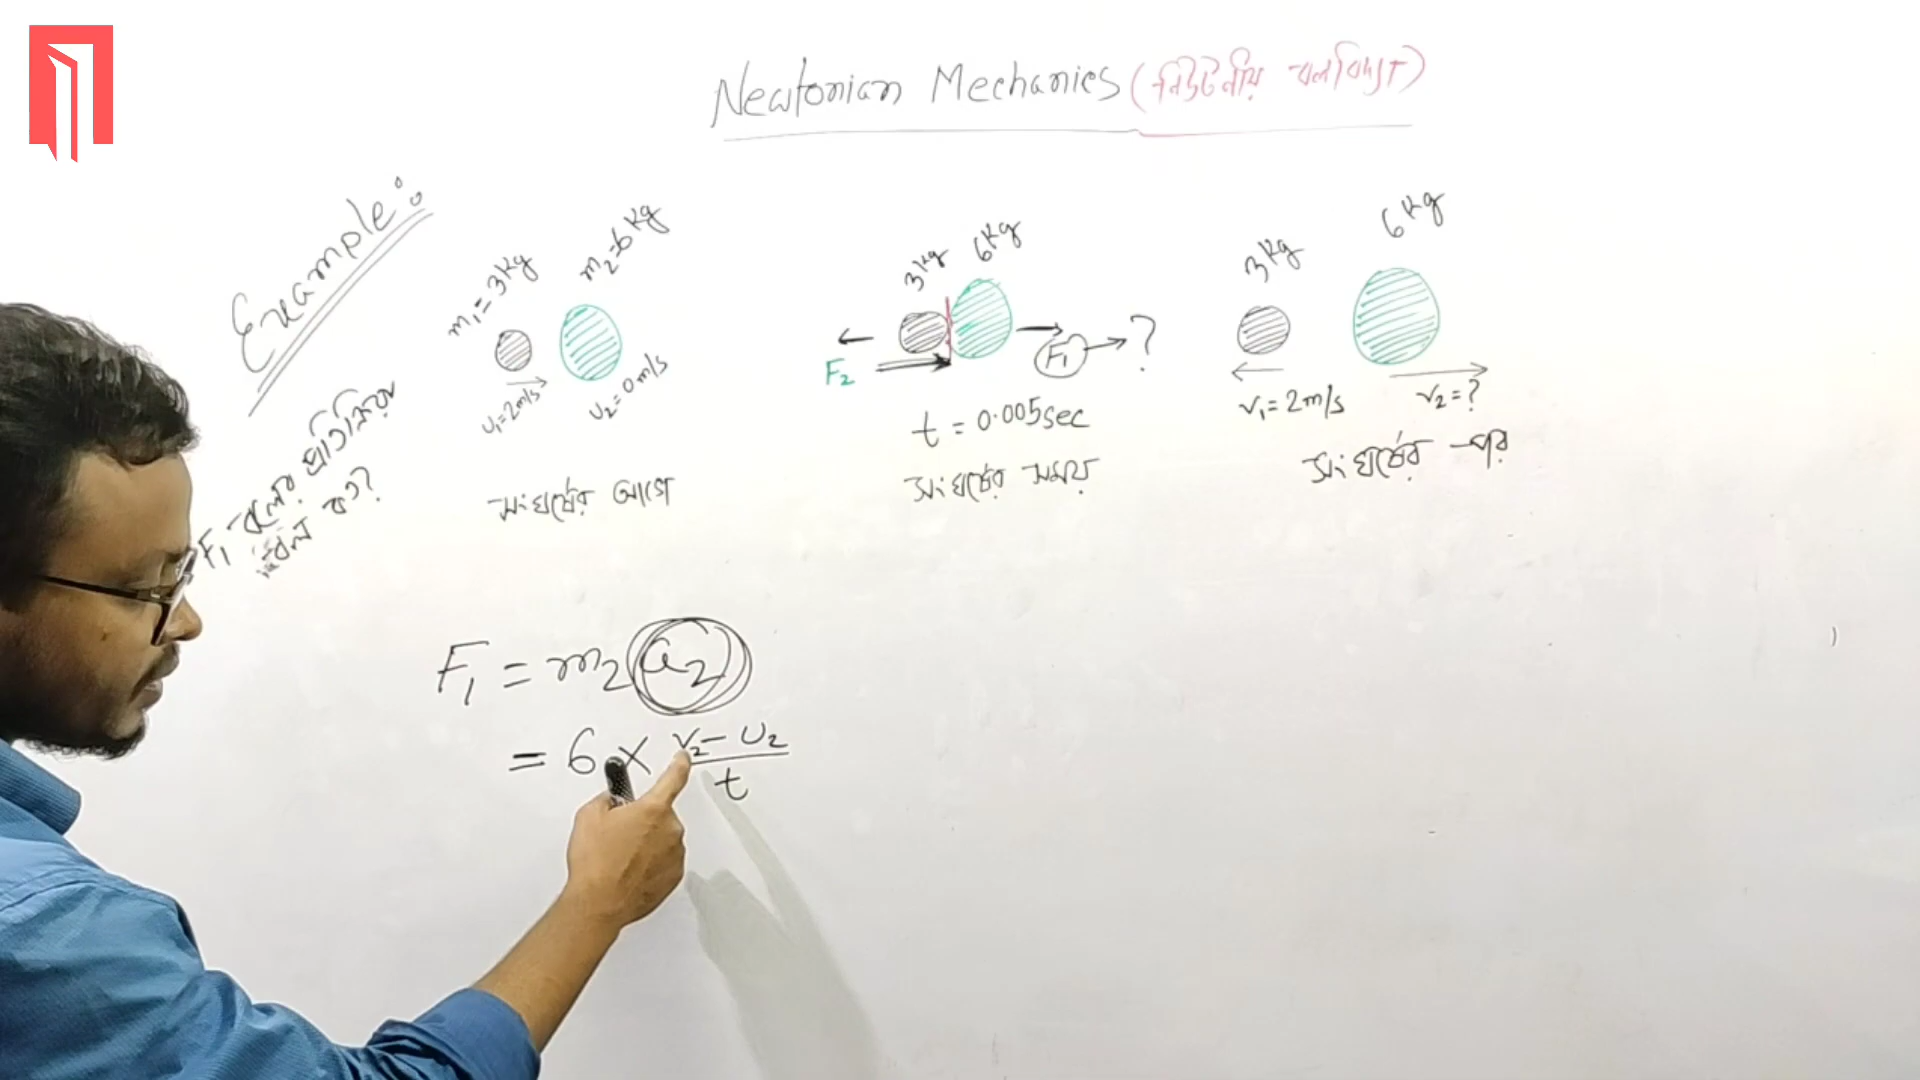 Newtonian Mechanics (নিউটনীয় বলবিদ্যা)
Example:
m₁ = 3kg
m₂ = 6kg
u₁ = 2m/s
u₂ = 0m/s
সংঘর্ষের আগে
3kg
6kg
F₂
F₁ → ?
t = 0.005sec
সংঘর্ষের সময়
3kg
6kg
v₁ = 2m/s
v₂ = ?
সংঘর্ষের পর
F₁ বলের প্রতিক্রিয়া
বল কত?
F₁ = m₂ a₂
= 6 × (v₂ - u₂)/t